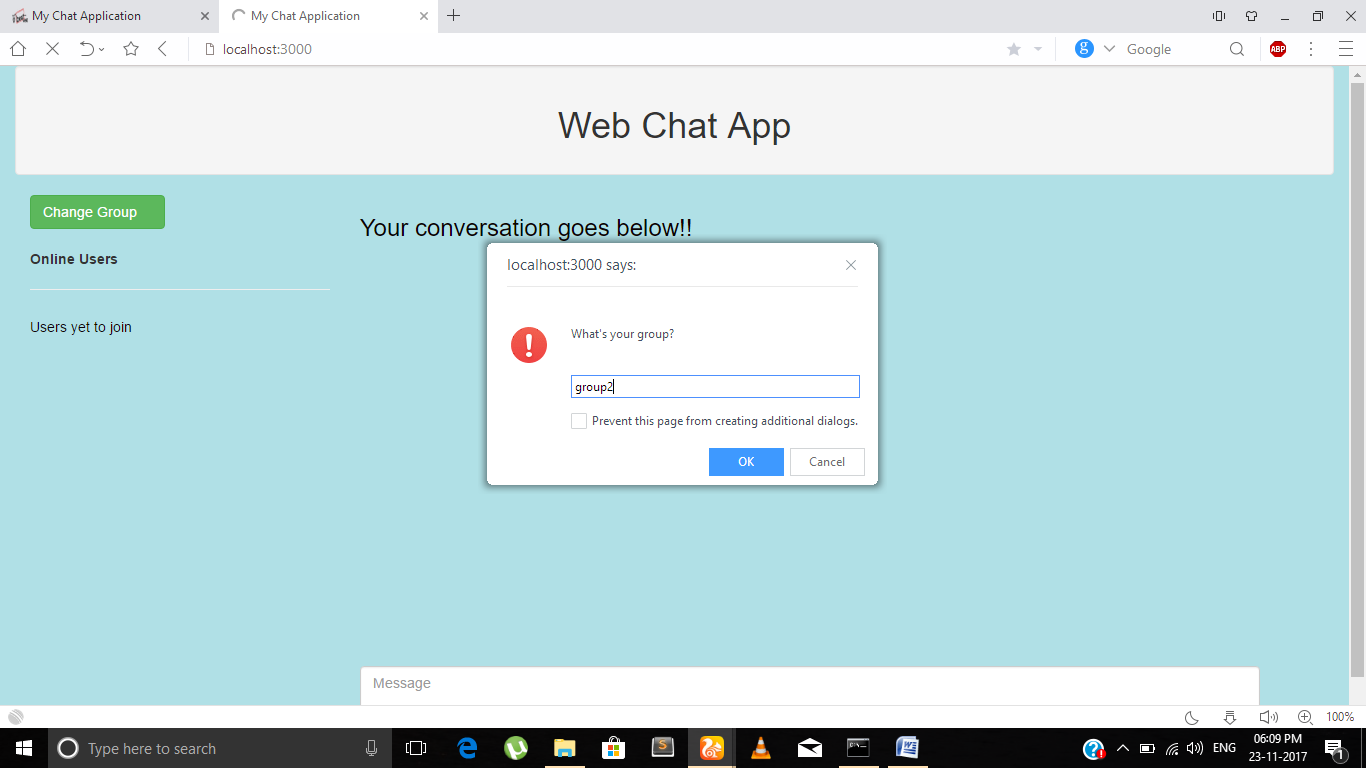 My Chat Application
My Chat Application
localhost:3000
g
Google
ABP
Web Chat App
Change Group
Online Users
Users yet to join
Your conversation goes below!!
localhost:3000 says:
What's your group?
group2
Prevent this page from creating additional dialogs.
OK
Cancel
Message
100%
Type here to search
ENG
06:09 PM
23-11-2017
1